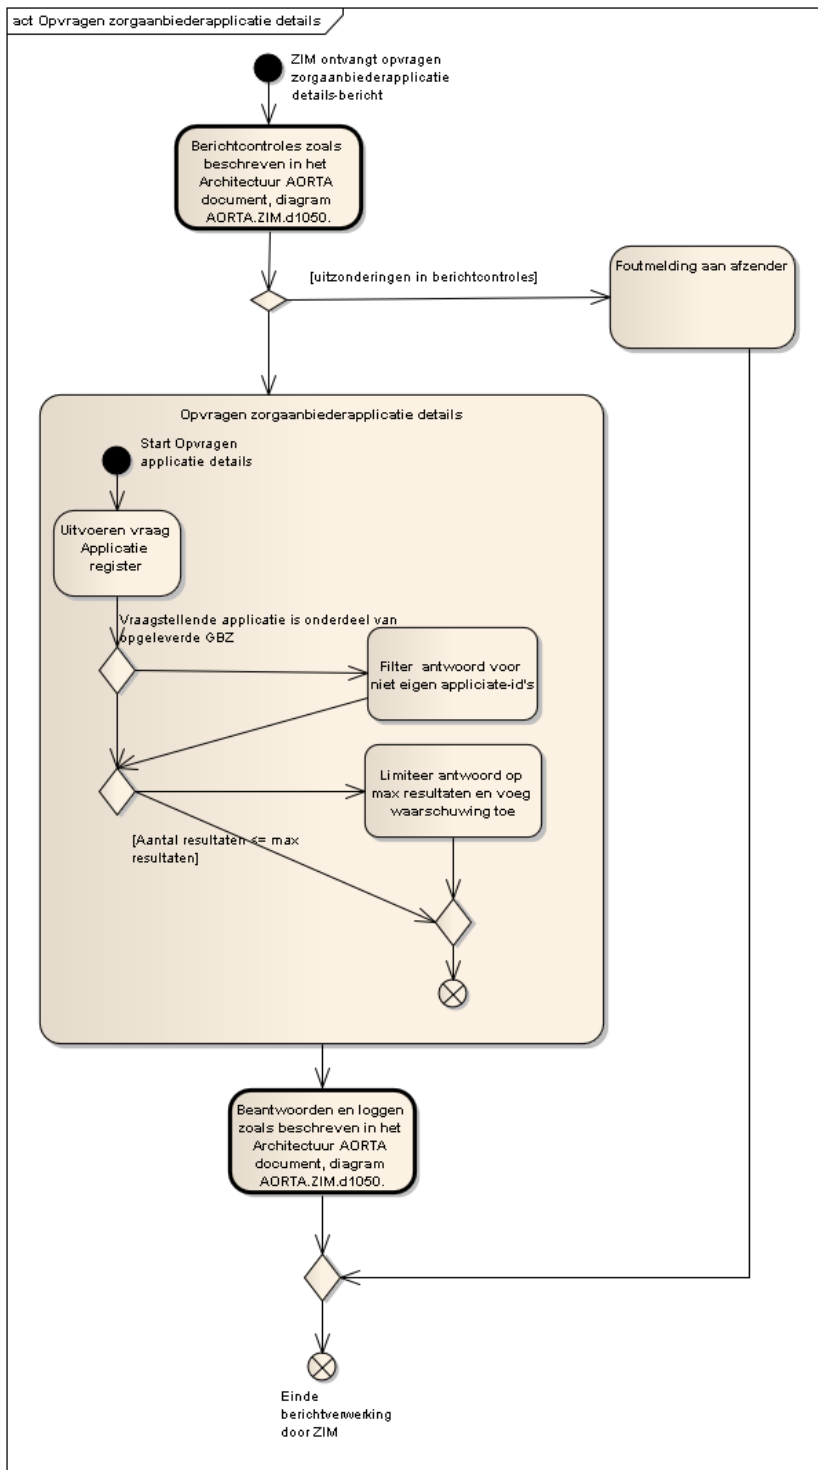 act Opvragen zorgaanbiederapplicatie details
ZIM ontvangt opvragen
zorgaanbiederapplicatie
details-bericht
Berichtcontroles zoals
beschreven in het
Architectuur AORTA
document, diagram
AORTA.ZIM.d1050.
[uitzonderingen in berichtcontroles]
Foutmelding aan afzender
Opvragen zorgaanbiederapplicatie details
Start Opvragen
applicatie details
Uitvoeren vraag
Applicatie
register
Vraagstellende applicatie is onderdeel van
opgeleverde GBZ
Filter antwoord voor
niet eigen appliciate-id's
Limiteer antwoord op
max resultaten en voeg
waarschuwing toe
[Aantal resultaten <= max
resultaten]
Beantwoorden en loggen
zoals beschreven in het
Architectuur AORTA
document, diagram
AORTA.ZIM.d1050.
Einde
berichtverwerking
door ZIM